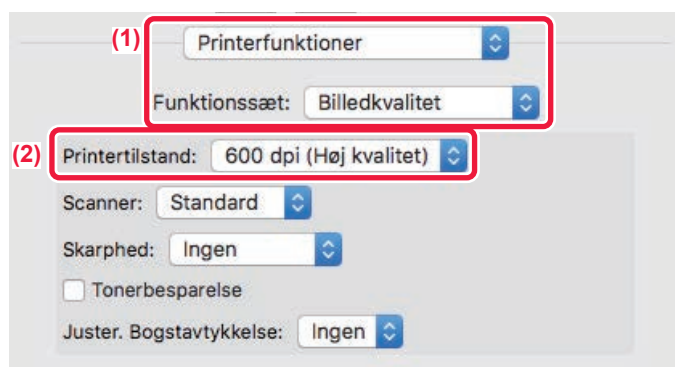 (1) Printerfunktioner
Funktionssæt: Billedkvalitet
(2) Printertilstand: 600 dpi (Høj kvalitet)
Scanner: Standard
Skarphed: Ingen
Tonerbesparelse
Juster. Bogstavtykkelse: Ingen